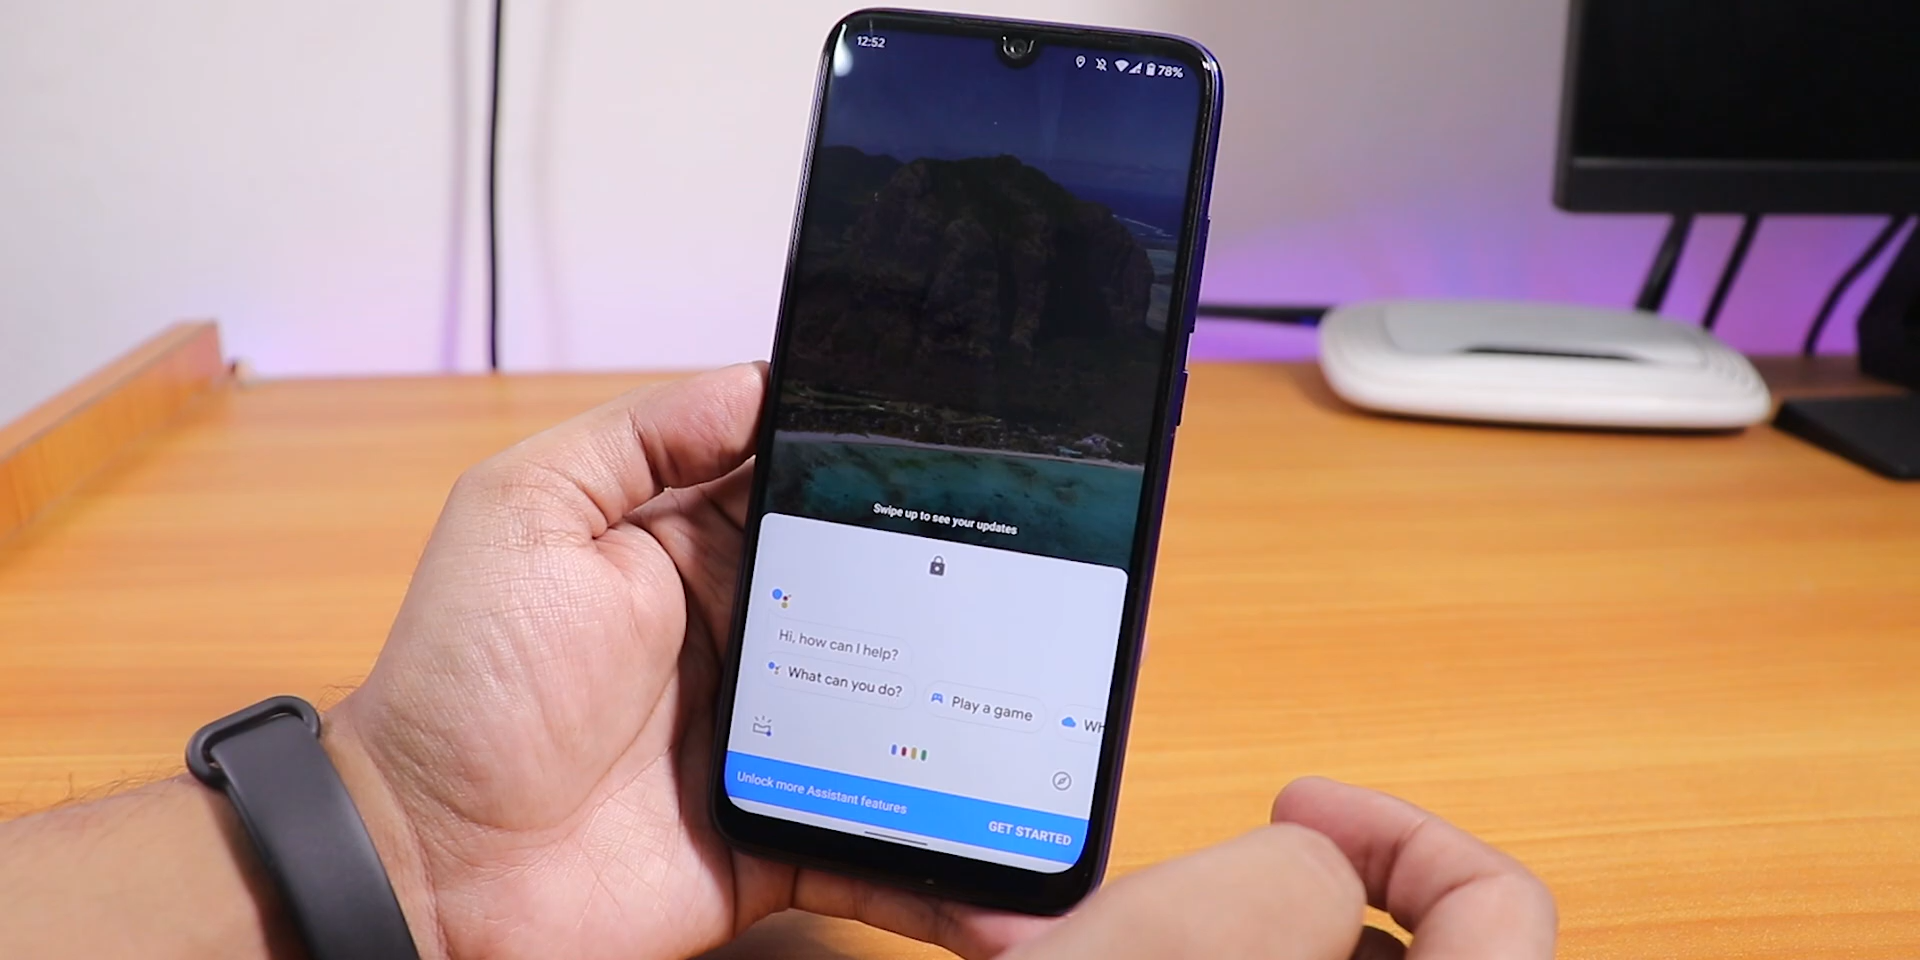 12:52
78%
Swipe up to see your updates
Hi, how can I help?
What can you do?
Play a game
Wh
Unlock more Assistant features
GET STARTED